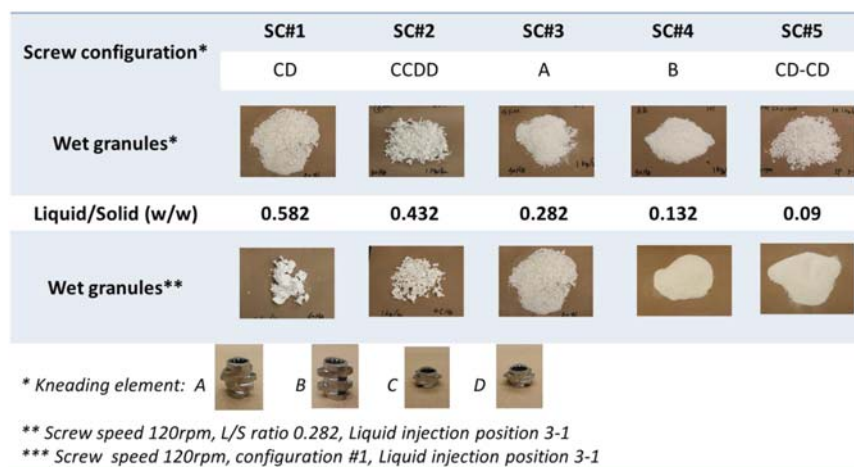 SC#1 SC#2 SC#3 SC#4 SC#5
Screw configuration*
CD CCDD A B CD-CD
Wet granules*
Liquid/Solid (w/w) 0.582 0.432 0.282 0.132 0.09
Wet granules**
* Kneading element: A B C D
** Screw speed 120rpm, L/S ratio 0.282, Liquid injection position 3-1
*** Screw speed 120rpm, configuration #1, Liquid injection position 3-1